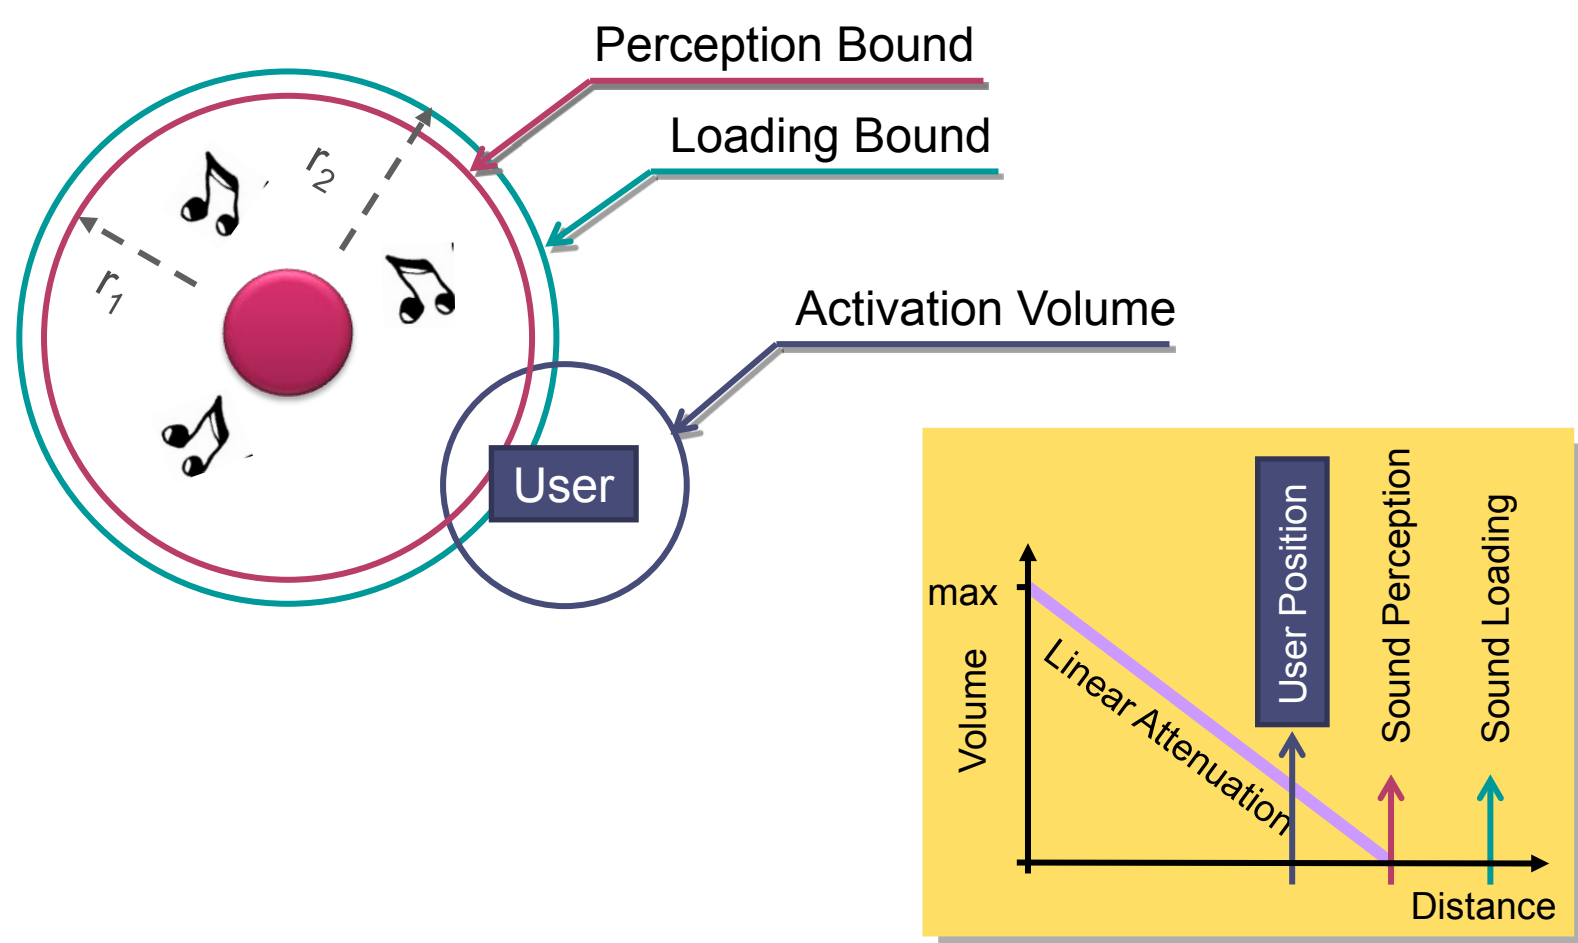 Perception Bound
Loading Bound
r2
r1
Activation Volume
User
User Position
Sound Perception
Sound Loading
max
Volume
Linear Attenuation
Distance